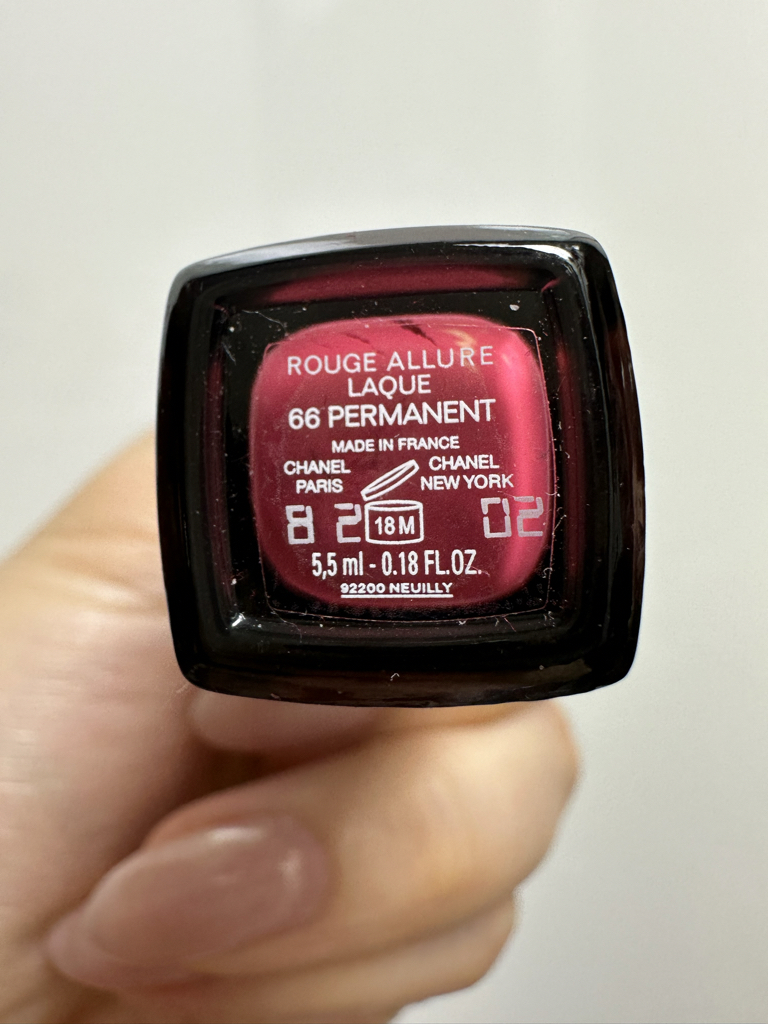 ROUGE ALLURE
LAQUE
66 PERMANENT
MADE IN FRANCE
CHANEL PARIS
CHANEL NEW YORK
8 2 18 M 02
5,5 ml - 0.18 FL.OZ.
92200 NEUILLY